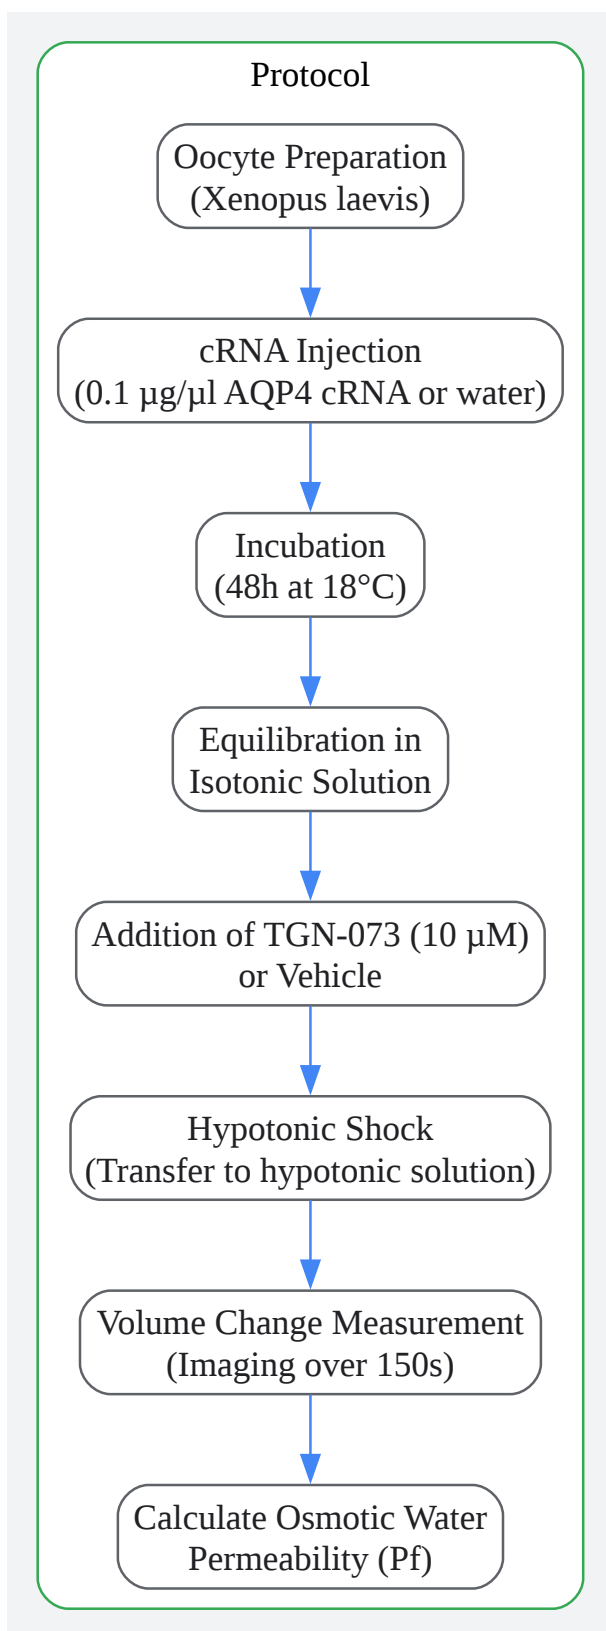 Protocol
Oocyte Preparation
(Xenopus laevis)
cRNA Injection
(0.1 µg/µl AQP4 cRNA or water)
Incubation
(48h at 18°C)
Equilibration in
Isotonic Solution
Addition of TGN-073 (10 µM)
or Vehicle
Hypotonic Shock
(Transfer to hypotonic solution)
Volume Change Measurement
(Imaging over 150s)
Calculate Osmotic Water
Permeability (Pf)